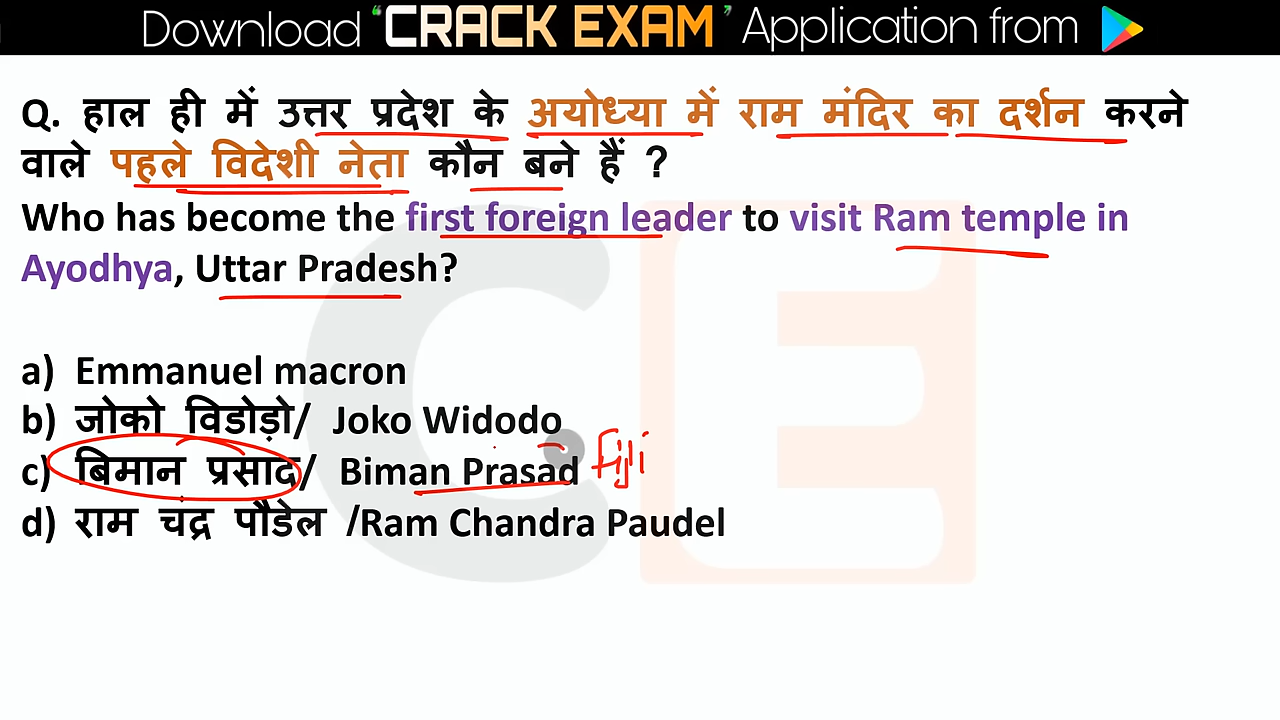 Download “CRACK EXAM” Application from
Q. हाल ही में उत्तर प्रदेश के अयोध्या में राम मंदिर का दर्शन करने
वाले पहले विदेशी नेता कौन बने हैं ?
Who has become the first foreign leader to visit Ram temple in
Ayodhya, Uttar Pradesh?
a) Emmanuel macron
b) जोको विडोड़ो/ Joko Widodo
c) बिमान प्रसाद/ Biman Prasad fiji
d) राम चंद्र पौडेल /Ram Chandra Paudel
CE